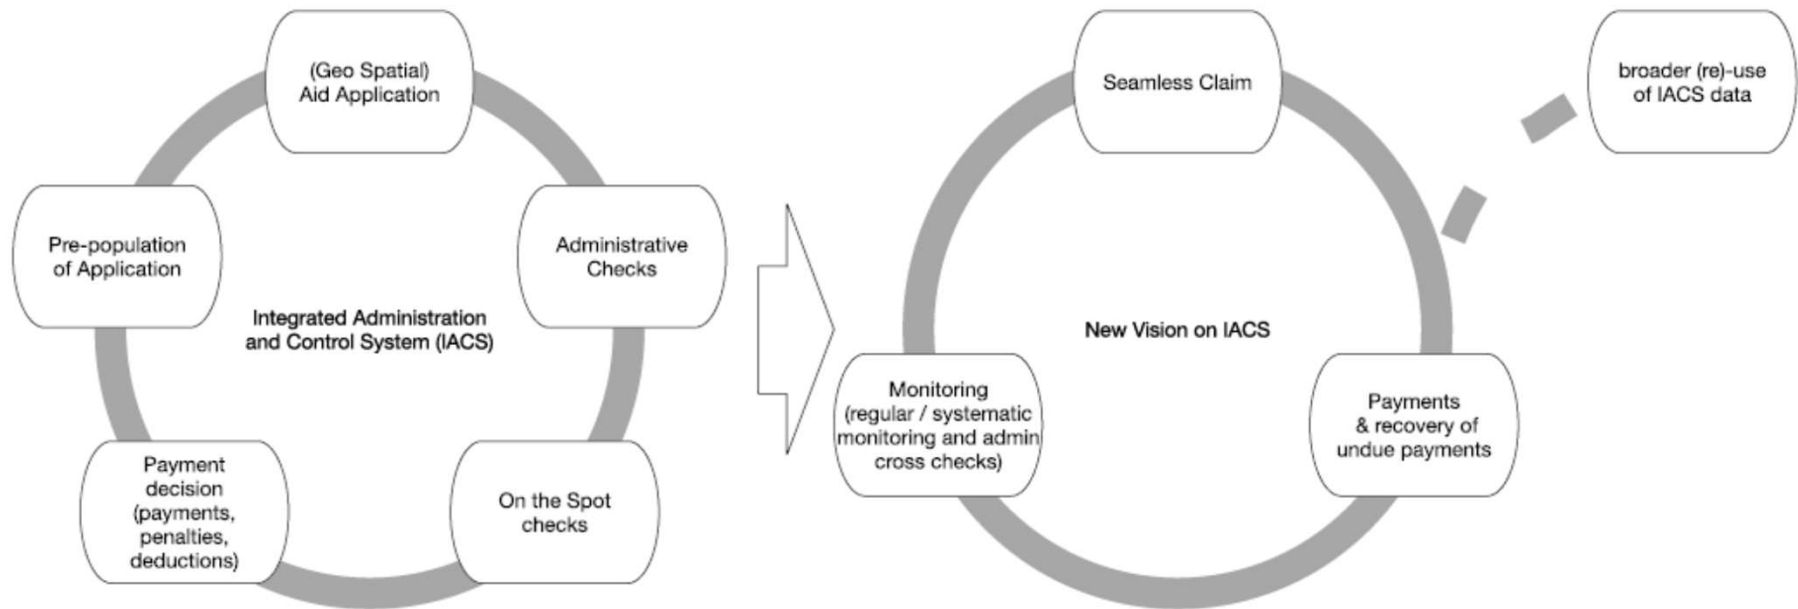 (Geo Spatial)
Aid Application
Pre-population
of Application
Administrative
Checks
Integrated Administration
and Control System (IACS)
Payment
decision
(payments,
penalties,
deductions)
On the Spot
checks
Seamless Claim
broader (re)-use
of IACS data
New Vision on IACS
Monitoring
(regular / systematic
monitoring and admin
cross checks)
Payments
& recovery of
undue payments